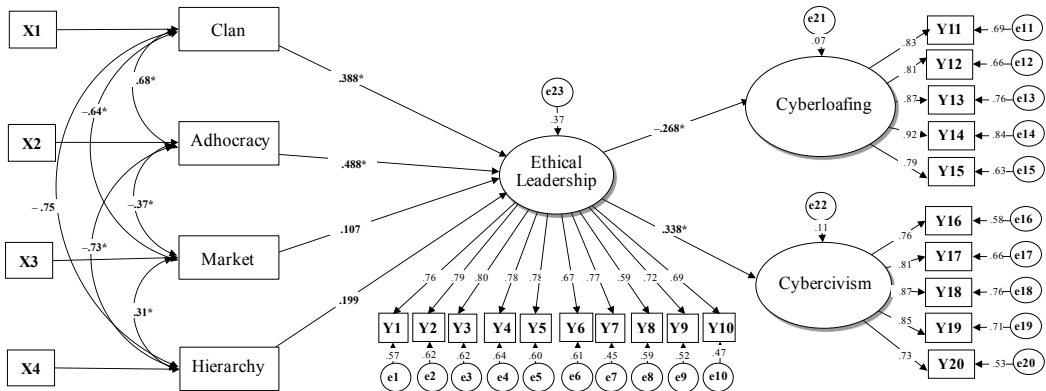 X1
Clan
X2
Adhocracy
X3
Market
X4
Hierarchy
.68*
–.64*
–.37*
–.75
–.73*
.31*
.388*
.488*
.107
.199
e23
.37
Ethical
Leadership
–.268*
.338*
e21
.07
Cyberloafing
.83
.81
.87
.92
.79
Y11
.69
e11
Y12
.66
e12
Y13
.76
e13
Y14
.84
e14
Y15
.63
e15
e22
.11
Cybercivism
.76
.81
.87
.85
.73
Y16
.58
e16
Y17
.66
e17
Y18
.76
e18
Y19
.71
e19
Y20
.53
e20
.76 .79 .80 .78 .78 .67 .77 .59 .72 .69
Y1 Y2 Y3 Y4 Y5 Y6 Y7 Y8 Y9 Y10
.57 .62 .62 .64 .60 .61 .45 .59 .52 .47
e1 e2 e3 e4 e5 e6 e7 e8 e9 e10